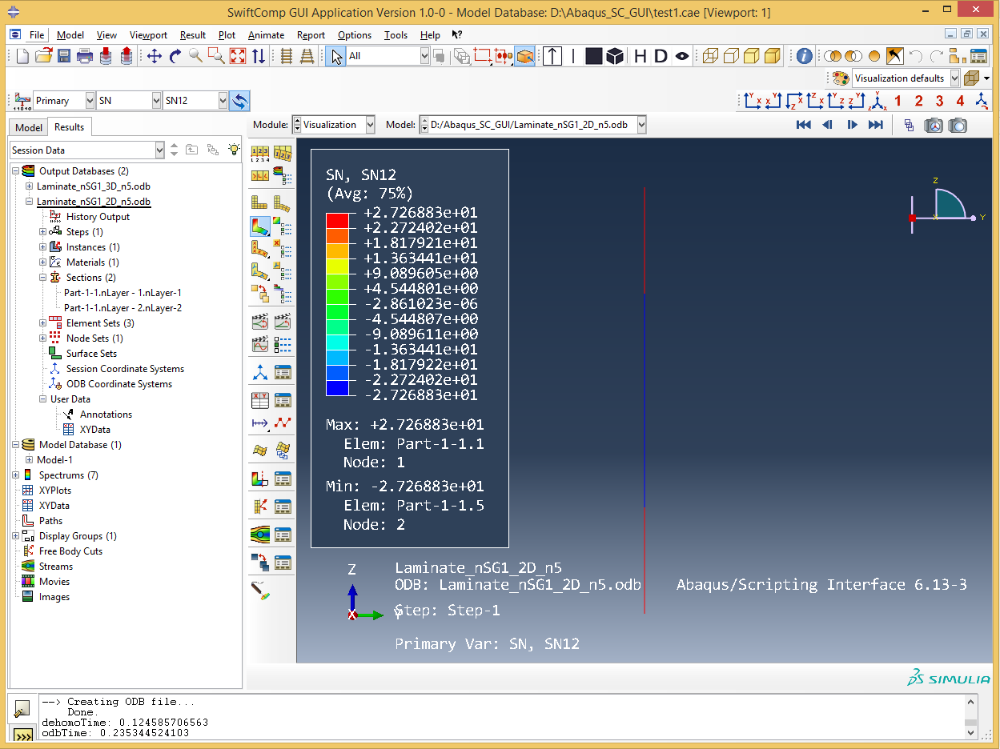 SwiftComp GUI Application Version 1.0-0 - Model Database: D:\Abaqus_SC_GUI\test1.cae [Viewport: 1]
File Model View Viewport Result Plot Animate Report Options Tools Help
All
Visualization defaults
Primary SN SN12
1 2 3 4
Model Results
Module: Visualization Model: D:/Abaqus_SC_GUI/Laminate_nSG1_2D_n5.odb
Session Data
Output Databases (2)
Laminate_nSG1_3D_n5.odb
Laminate_nSG1_2D_n5.odb
History Output
Steps (1)
Instances (1)
Materials (1)
Sections (2)
Part-1-1.nLayer - 1.nLayer-1
Part-1-1.nLayer - 2.nLayer-2
Element Sets (3)
Node Sets (1)
Surface Sets
Session Coordinate Systems
ODB Coordinate Systems
User Data
Annotations
XYData
Model Database (1)
Model-1
Spectrums (7)
XYPlots
XYData
Paths
Display Groups (1)
Free Body Cuts
Streams
Movies
Images
SN, SN12
(Avg: 75%)
+2.726883e+01
+2.272402e+01
+1.817921e+01
+1.363441e+01
+9.089605e+00
+4.544801e+00
-2.861023e-06
-4.544807e+00
-9.089611e+00
-1.363441e+01
-1.817922e+01
-2.272402e+01
-2.726883e+01
Max: +2.726883e+01
Elem: Part-1-1.1
Node: 1
Min: -2.726883e+01
Elem: Part-1-1.5
Node: 2
Z
X
Y
Z
Y
Laminate_nSG1_2D_n5
ODB: Laminate_nSG1_2D_n5.odb Abaqus/Scripting Interface 6.13-3
Step: Step-1
Primary Var: SN, SN12
SIMULIA
--> Creating ODB file...
Done.
dehomoTime: 0.124585706563
odbTime: 0.235344524103
>>>